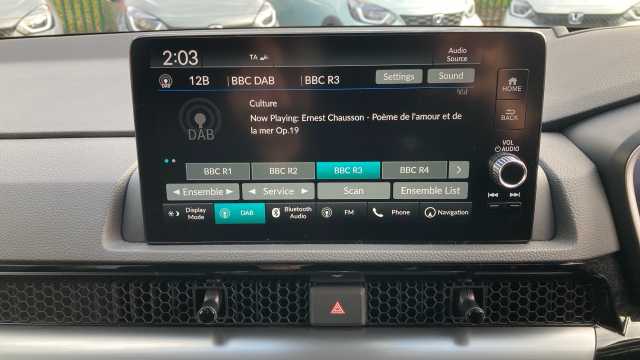 2:03 TA Audio Source
DAB 12B BBC DAB BBC R3 Settings Sound
HOME
Culture
Now Playing: Ernest Chausson - Poème de l'amour et de
la mer Op.19
DAB
BACK
VOL
AUDIO
BBC R1 BBC R2 BBC R3 BBC R4
Ensemble Service Scan Ensemble List
Display Mode DAB Bluetooth Audio FM Phone Navigation